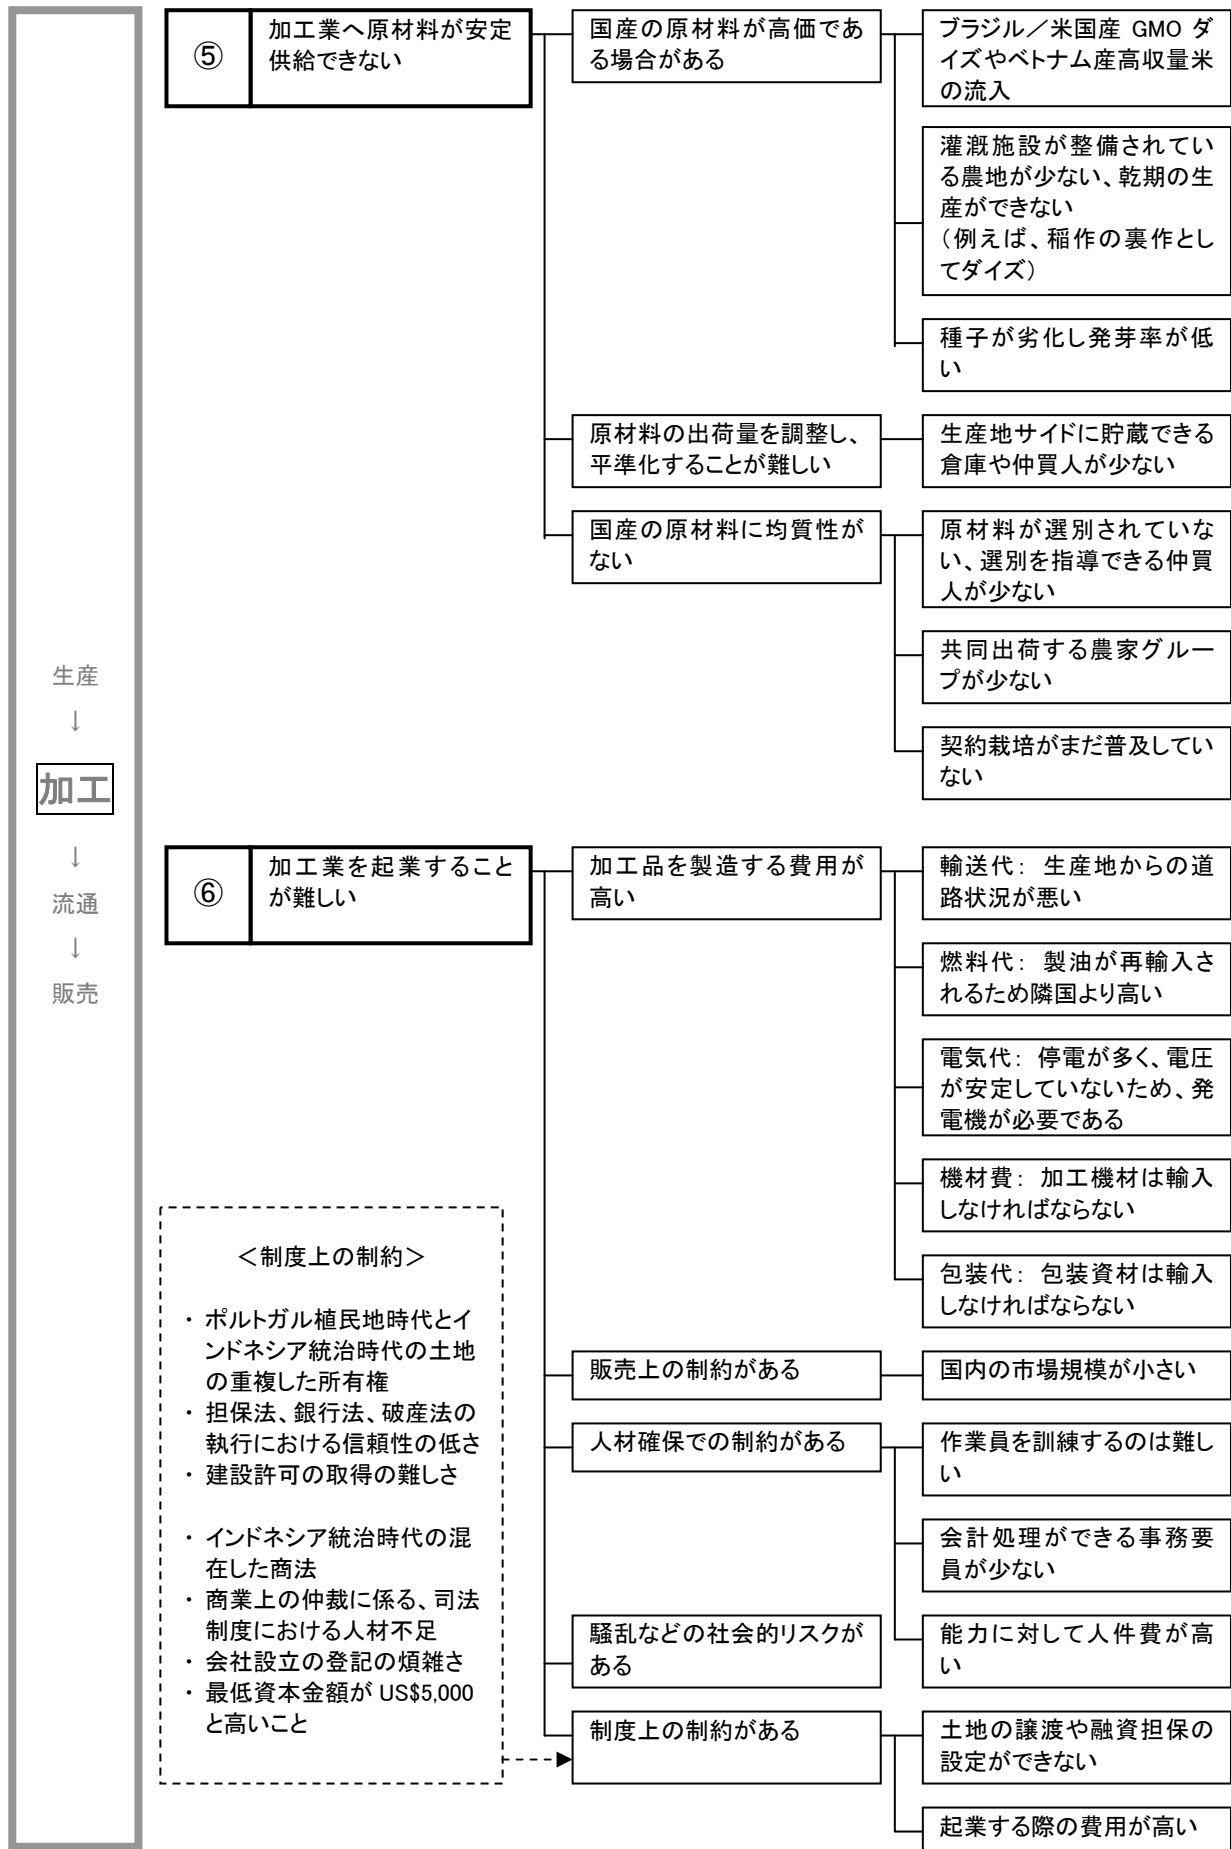 生産
↓
加工
↓
流通
↓
販売
⑤
加工業へ原材料が安定
供給できない
国産の原材料が高価であ
る場合がある
ブラジル／米国産 GMO ダ
イズやベトナム産高収量米
の流入
灌漑施設が整備されてい
る農地が少ない、乾期の生
産ができない
（例えば、稲作の裏作とし
てダイズ）
種子が劣化し発芽率が低
い
原材料の出荷量を調整し、
平準化することが難しい
生産地サイドに貯蔵できる
倉庫や仲買人が少ない
国産の原材料に均質性が
ない
原材料が選別されていな
い、選別を指導できる仲買
人が少ない
共同出荷する農家グルー
プが少ない
契約栽培がまだ普及してい
ない
⑥
加工業を起業すること
が難しい
加工品を製造する費用が
高い
輸送代： 生産地からの道
路状況が悪い
燃料代： 製油が再輸入さ
れるため隣国より高い
電気代： 停電が多く、電圧
が安定していないため、発
電機が必要である
機材費： 加工機材は輸入
しなければならない
包装代： 包装資材は輸入
しなければならない
販売上の制約がある
国内の市場規模が小さい
人材確保での制約がある
作業員を訓練するのは難し
い
会計処理ができる事務要
員が少ない
能力に対して人件費が高
い
騒乱などの社会的リスクが
ある
制度上の制約がある
土地の譲渡や融資担保の
設定ができない
起業する際の費用が高い
＜制度上の制約＞
・ ポルトガル植民地時代とイ
ンドネシア統治時代の土地
の重複した所有権
・ 担保法、銀行法、破産法の
執行における信頼性の低さ
・ 建設許可の取得の難しさ
・ インドネシア統治時代の混
在した商法
・ 商業上の仲裁に係る、司法
制度における人材不足
・ 会社設立の登記の煩雑さ
・ 最低資本金額が US$5,000
と高いこと